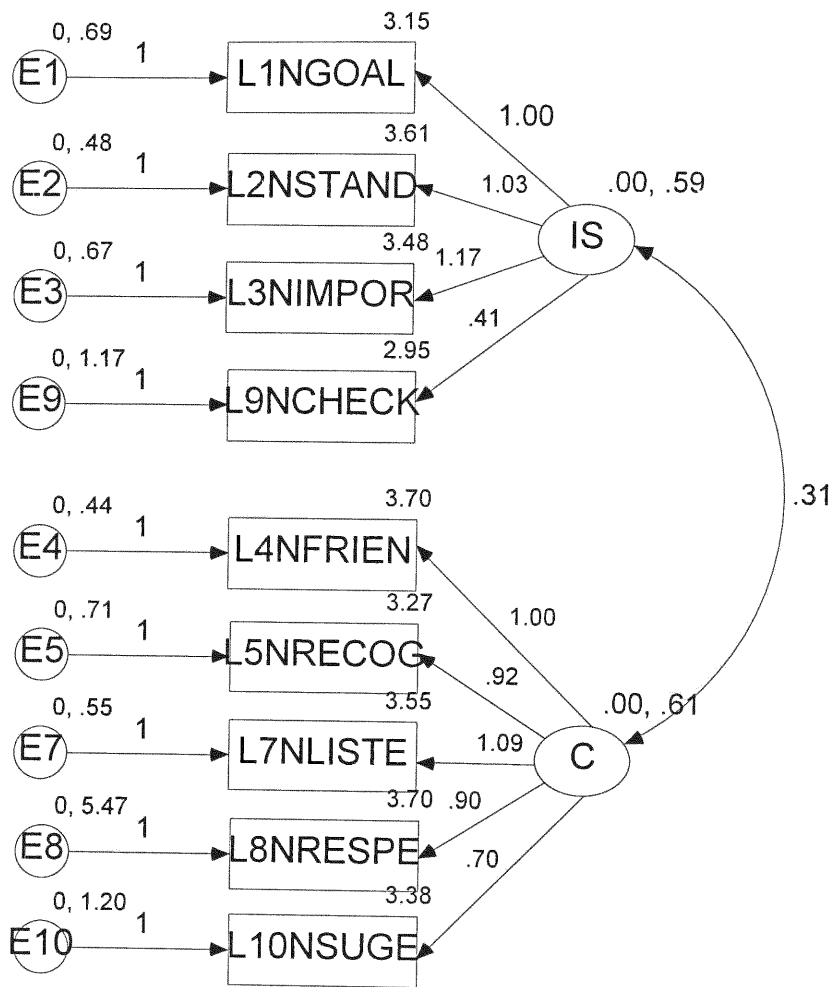 3.15
0, .69
1
E1
L1NGOAL
1.00
3.61
0, .48
1
E2
L2NSTAND
1.03
.00, .59
IS
3.48
0, .67
1
1.17
E3
L3NIMPOR
.41
2.95
0, 1.17
1
E9
L9NCHECK
.31
3.70
0, .44
1
E4
L4NFRIEN
1.00
3.27
0, .71
1
E5
L5NRECOG
.92
.00, .61
3.55
0, .55
1
E7
L7NLISTE
1.09
C
3.70
.90
0, 5.47
1
E8
L8NRESPE
.70
3.38
0, 1.20
1
E10
L10NSUGE